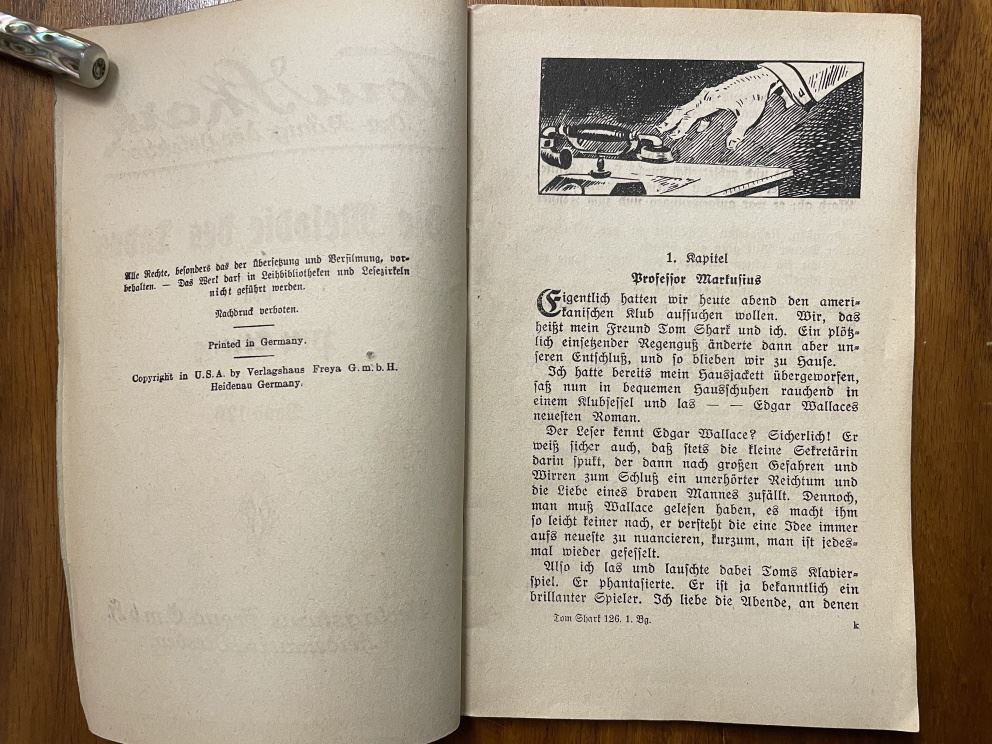 Alle Rechte, besonders das der Übersetzung und Verfilmung, vor-
behalten. — Das Werk darf in Leihbibliotheken und Lesezirkeln
nicht geführt werden.
Nachdruck verboten.
Printed in Germany.
Copyright in U.S.A. by Verlagshaus Freya G.m.b.H.
Heidenau Germany.
1. Kapitel
Professor Markusius
Eigentlich hatten wir heute abend den ameri-
kanischen Klub aufsuchen wollen. Wir, das
heißt mein Freund Tom Shark und ich. Ein plötz-
lich einsetzender Regenguß änderte dann aber un-
seren Entschluß, und so blieben wir zu Hause.
Ich hatte bereits mein Hausjackett übergeworfen,
saß nun in bequemen Hausschuhen rauchend in
einem Klubsessel und las — — Edgar Wallaces
neuesten Roman.
Der Leser kennt Edgar Wallace? Sicherlich! Er
weiß sicher auch, daß stets die kleine Sekretärin
darin spukt, der dann nach großen Gefahren und
Wirren zum Schluß ein unerhörter Reichtum und
die Liebe eines braven Mannes zufällt. Dennoch,
man muß Wallace gelesen haben, es macht ihm
so leicht keiner nach, er versteht die eine Idee immer
aufs neueste zu nuancieren, kurzum, man ist jedes-
mal wieder gefesselt.
Also ich las und lauschte dabei Toms Klavier-
spiel. Er phantasierte. Er ist ja bekanntlich ein
brillanter Spieler. Ich liebe die Abende, an denen
Tom Shark 126. 1. Bg.
k